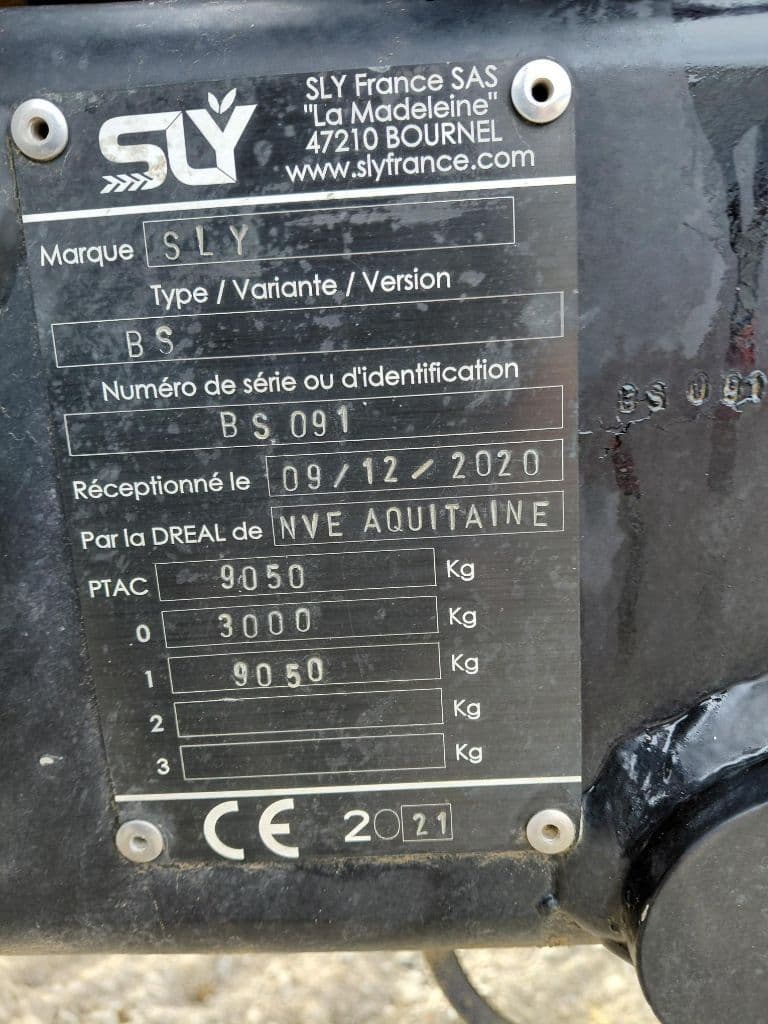 SLY
SLY France SAS
"La Madeleine"
47210 BOURNEL
www.slyfrance.com
Marque SLY
Type / Variante / Version
BS
Numéro de série ou d'identification
BS 091
BS 091
Réceptionné le 09/12/2020
Par la DREAL de NVE AQUITAINE
PTAC 9050 Kg
0 3000 Kg
1 9050 Kg
2 Kg
3 Kg
CE 20 21